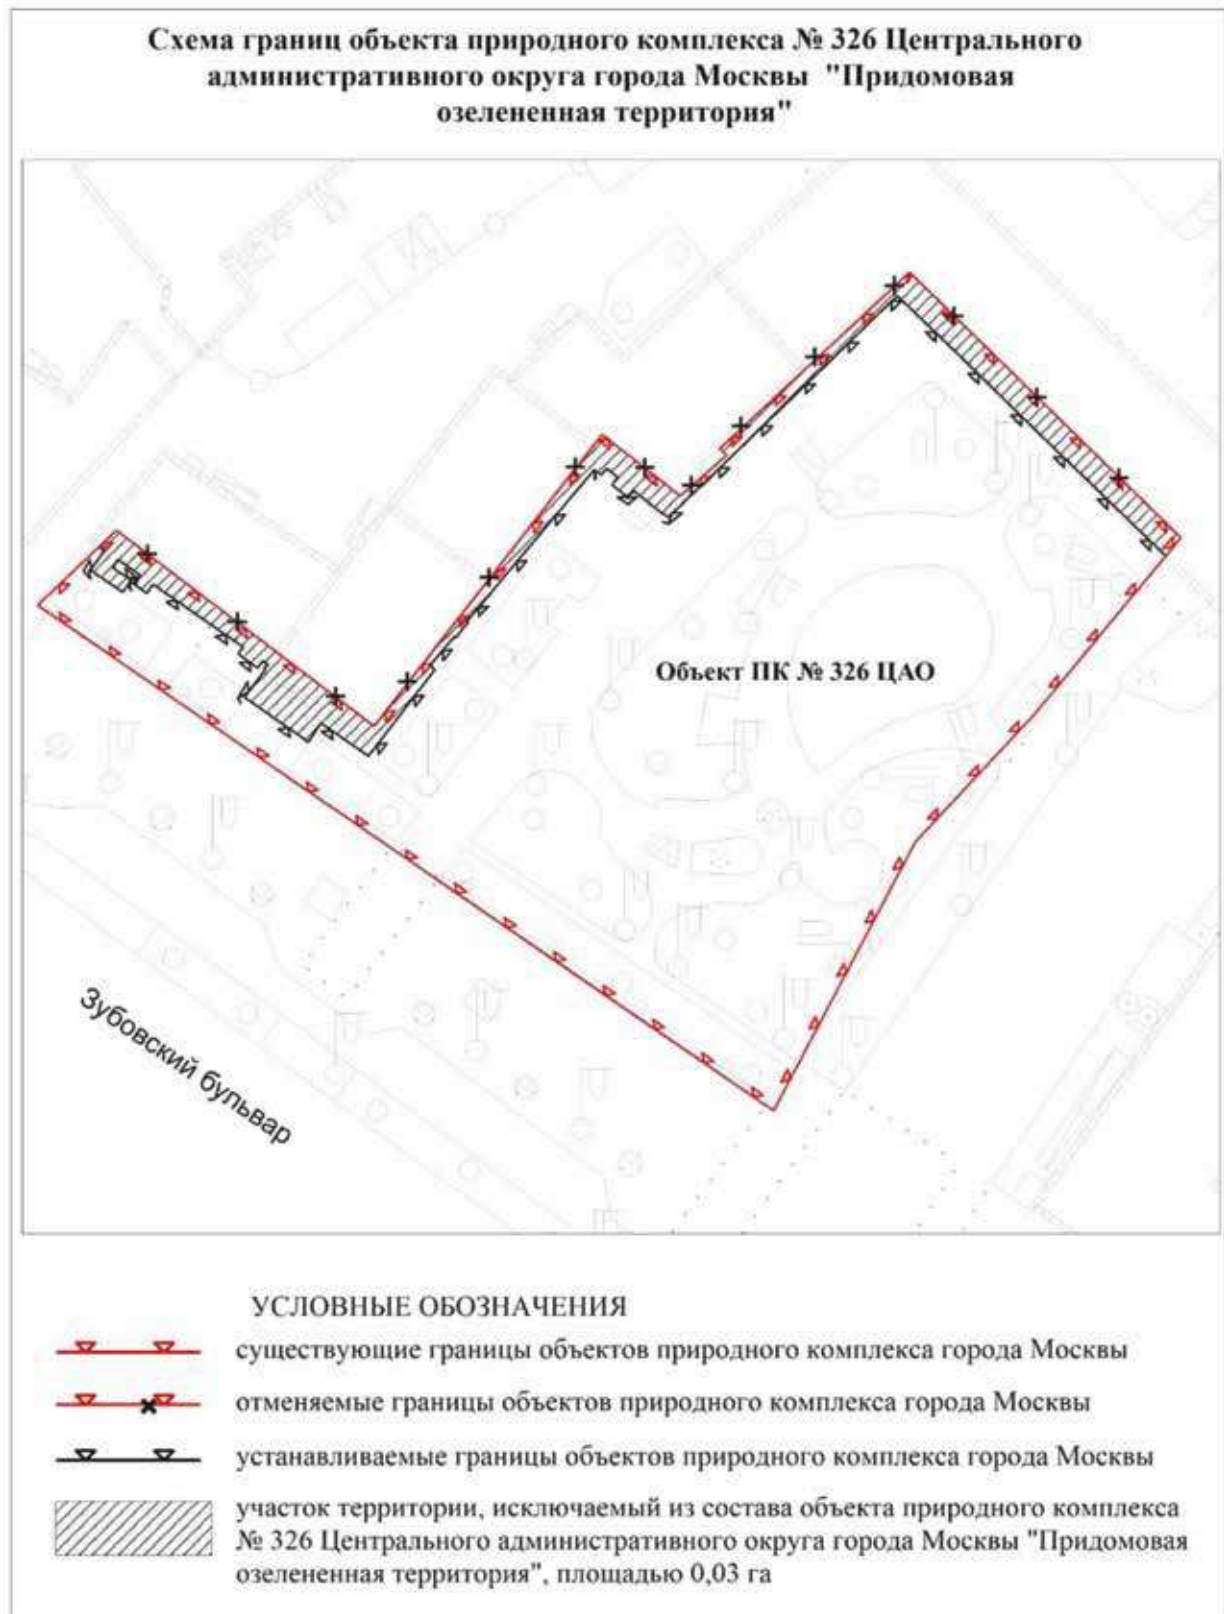 Схема границ объекта природного комплекса № 326 Центрального
административного округа города Москвы "Придомовая
озелененная территория"
Объект ПК № 326 ЦАО
Зубовский бульвар
УСЛОВНЫЕ ОБОЗНАЧЕНИЯ
существующие границы объектов природного комплекса города Москвы
отменяемые границы объектов природного комплекса города Москвы
устанавливаемые границы объектов природного комплекса города Москвы
участок территории, исключаемый из состава объекта природного комплекса
№ 326 Центрального административного округа города Москвы "Придомовая
озелененная территория", площадью 0,03 га